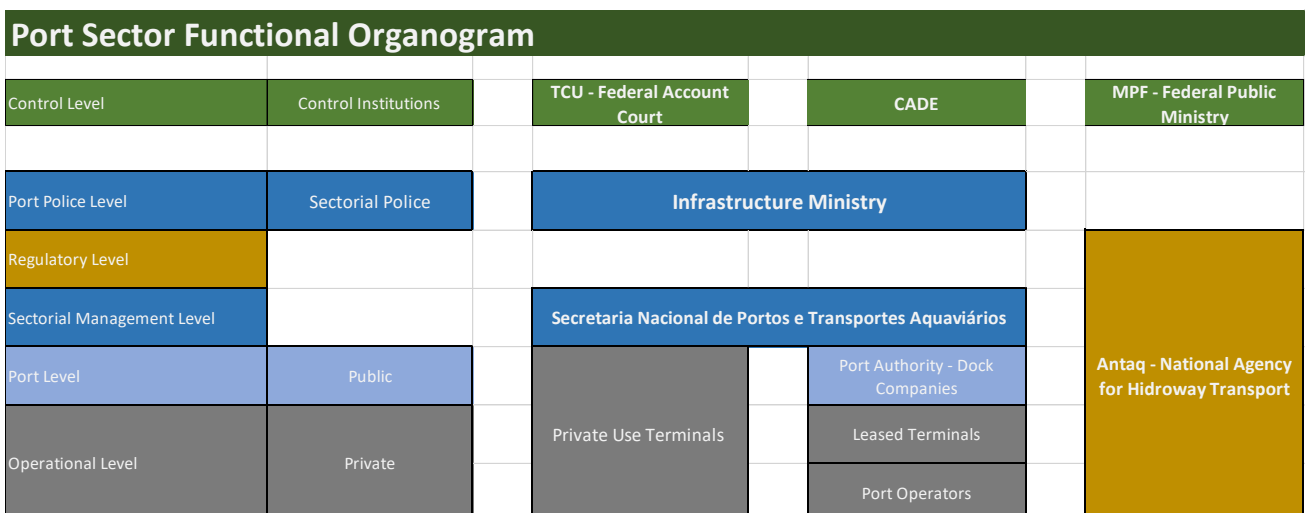 Port Sector Functional Organogram
Control Level
Control Institutions
TCU - Federal Account
Court
CADE
MPF - Federal Public
Ministry
Port Police Level
Sectorial Police
Infrastructure Ministry
Regulatory Level
Sectorial Management Level
Secretaria Nacional de Portos e Transportes Aquaviários
Port Level
Public
Port Authority - Dock
Companies
Antaq - National Agency
for Hidroway Transport
Private Use Terminals
Leased Terminals
Operational Level
Private
Port Operators